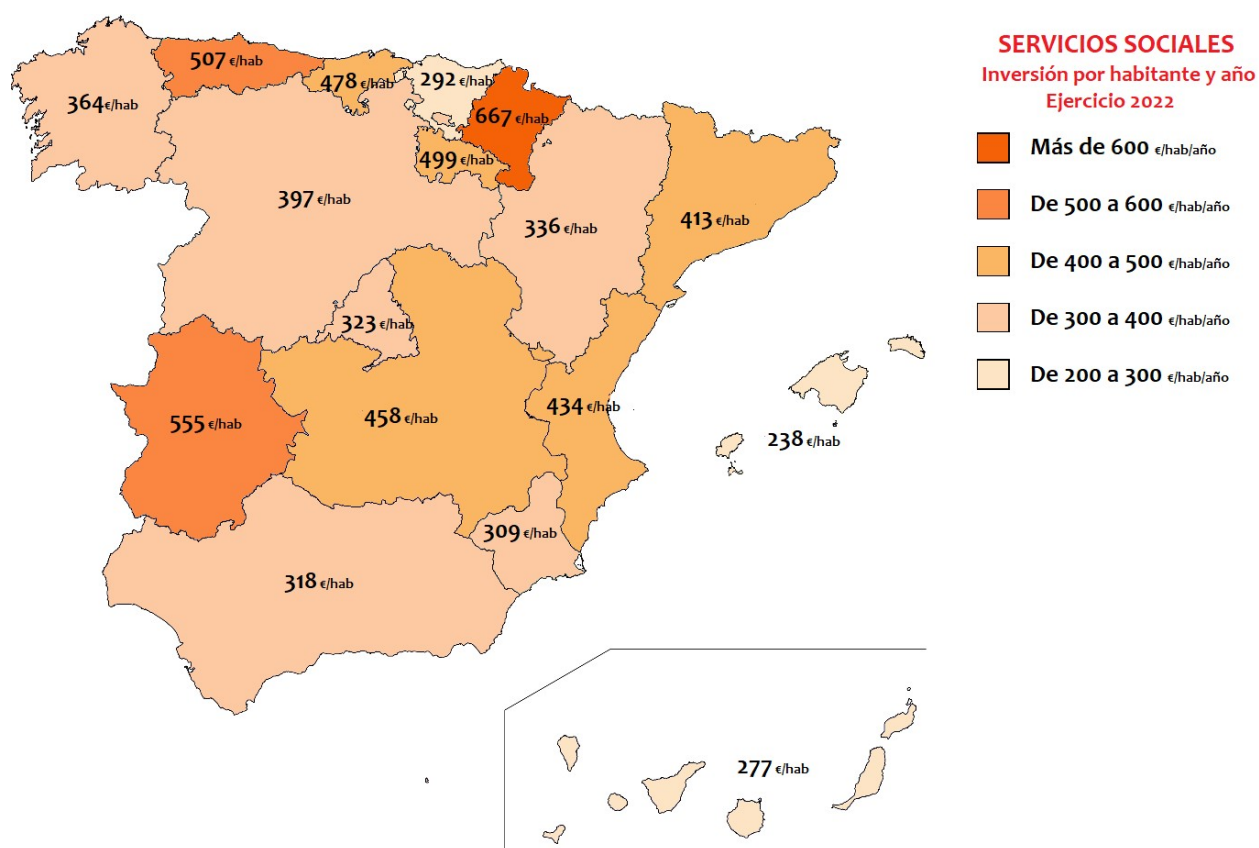 SERVICIOS SOCIALES
Inversión por habitante y año
Ejercicio 2022
Más de 600 €/hab/año
De 500 a 600 €/hab/año
De 400 a 500 €/hab/año
De 300 a 400 €/hab/año
De 200 a 300 €/hab/año
507 €/hab
478 €/hab
292 €/hab
364 €/hab
667 €/hab
499 €/hab
397 €/hab
336 €/hab
413 €/hab
323 €/hab
555 €/hab
458 €/hab
434 €/hab
238 €/hab
309 €/hab
318 €/hab
277 €/hab